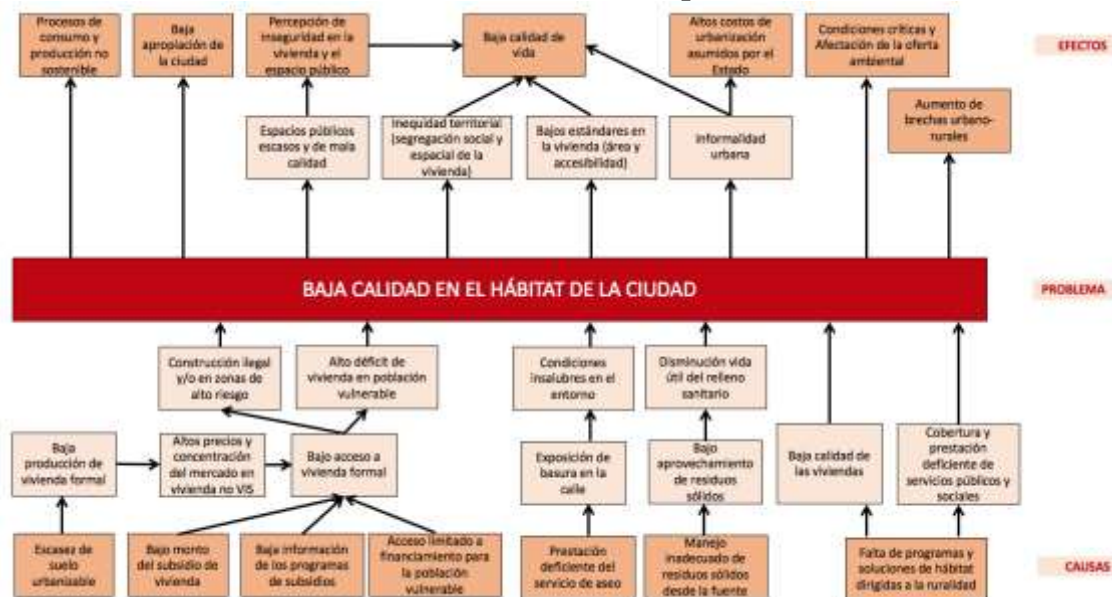 Procesos de
consumo y
producción no
sostenible
Baja
apropiación de
la ciudad
Percepción de
inseguridad en la
vivienda y el
espacio público
Baja calidad de
vida
Altos costos de
urbanización
asumidos por el
Estado
Condiciones críticas y
Afectación de la oferta
ambiental
EFECTOS
Aumento de
brechas urbano-
rurales
Espacios públicos
escasos y de mala
calidad
Inequidad territorial
(segregación social y
espacial de la
vivienda)
Bajos estándares en
la vivienda (área y
accesibilidad)
Informalidad
urbana
BAJA CALIDAD EN EL HÁBITAT DE LA CIUDAD
PROBLEMA
Construcción ilegal
y/o en zonas de
alto riesgo
Alto déficit de
vivienda en población
vulnerable
Condiciones
insalubres en el
entorno
Disminución vida
útil del relleno
sanitario
Baja
producción de
vivienda formal
Altos precios y
concentración
del mercado en
vivienda no VIS
Bajo acceso a
vivienda formal
Exposición de
basura en la
calle
Bajo
aprovechamiento
de residuos
sólidos
Baja calidad de
las viviendas
Cobertura y
prestación
deficiente de
servicios públicos y
sociales
Escasez de
suelo
urbanizable
Bajo monto
del subsidio de
vivienda
Baja información
de los programas
de subsidios
Acceso limitado a
financiamiento para
la población
vulnerable
Prestación
deficiente del
servicio de aseo
Manejo
inadecuado de
residuos sólidos
desde la fuente
Falta de programas y
soluciones de hábitat
dirigidas a la ruralidad
CAUSAS